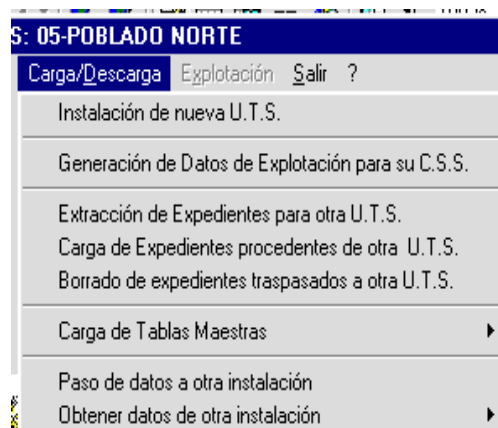 S: 05-POBLADO NORTE
Carga/Descarga Explotación Salir ?
Instalación de nueva U.T.S.
Generación de Datos de Explotación para su C.S.S.
Extracción de Expedientes para otra U.T.S.
Carga de Expedientes procedentes de otra U.T.S.
Borrado de expedientes traspasados a otra U.T.S.
Carga de Tablas Maestras
Paso de datos a otra instalación
Obtener datos de otra instalación